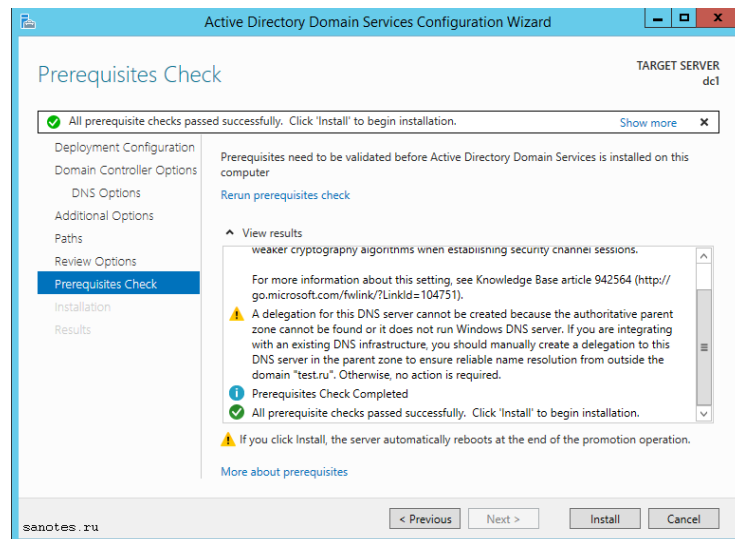 Active Directory Domain Services Configuration Wizard
Prerequisites Check
TARGET SERVER
dc1
All prerequisite checks passed successfully.  Click 'Install' to begin installation.
Show more
Deployment Configuration
Domain Controller Options
DNS Options
Additional Options
Paths
Review Options
Prerequisites Check
Installation
Results
Prerequisites need to be validated before Active Directory Domain Services is installed on this
computer
Rerun prerequisites check
View results
weaker cryptography algorithms when establishing security channel sessions.
For more information about this setting, see Knowledge Base article 942564 (http://
go.microsoft.com/fwlink/?LinkId=104751).
A delegation for this DNS server cannot be created because the authoritative parent
zone cannot be found or it does not run Windows DNS server. If you are integrating
with an existing DNS infrastructure, you should manually create a delegation to this
DNS server in the parent zone to ensure reliable name resolution from outside the
domain "test.ru". Otherwise, no action is required.
Prerequisites Check Completed
All prerequisite checks passed successfully.  Click 'Install' to begin installation.
If you click Install, the server automatically reboots at the end of the promotion operation.
More about prerequisites
< Previous
Next >
Install
Cancel
sanotes.ru